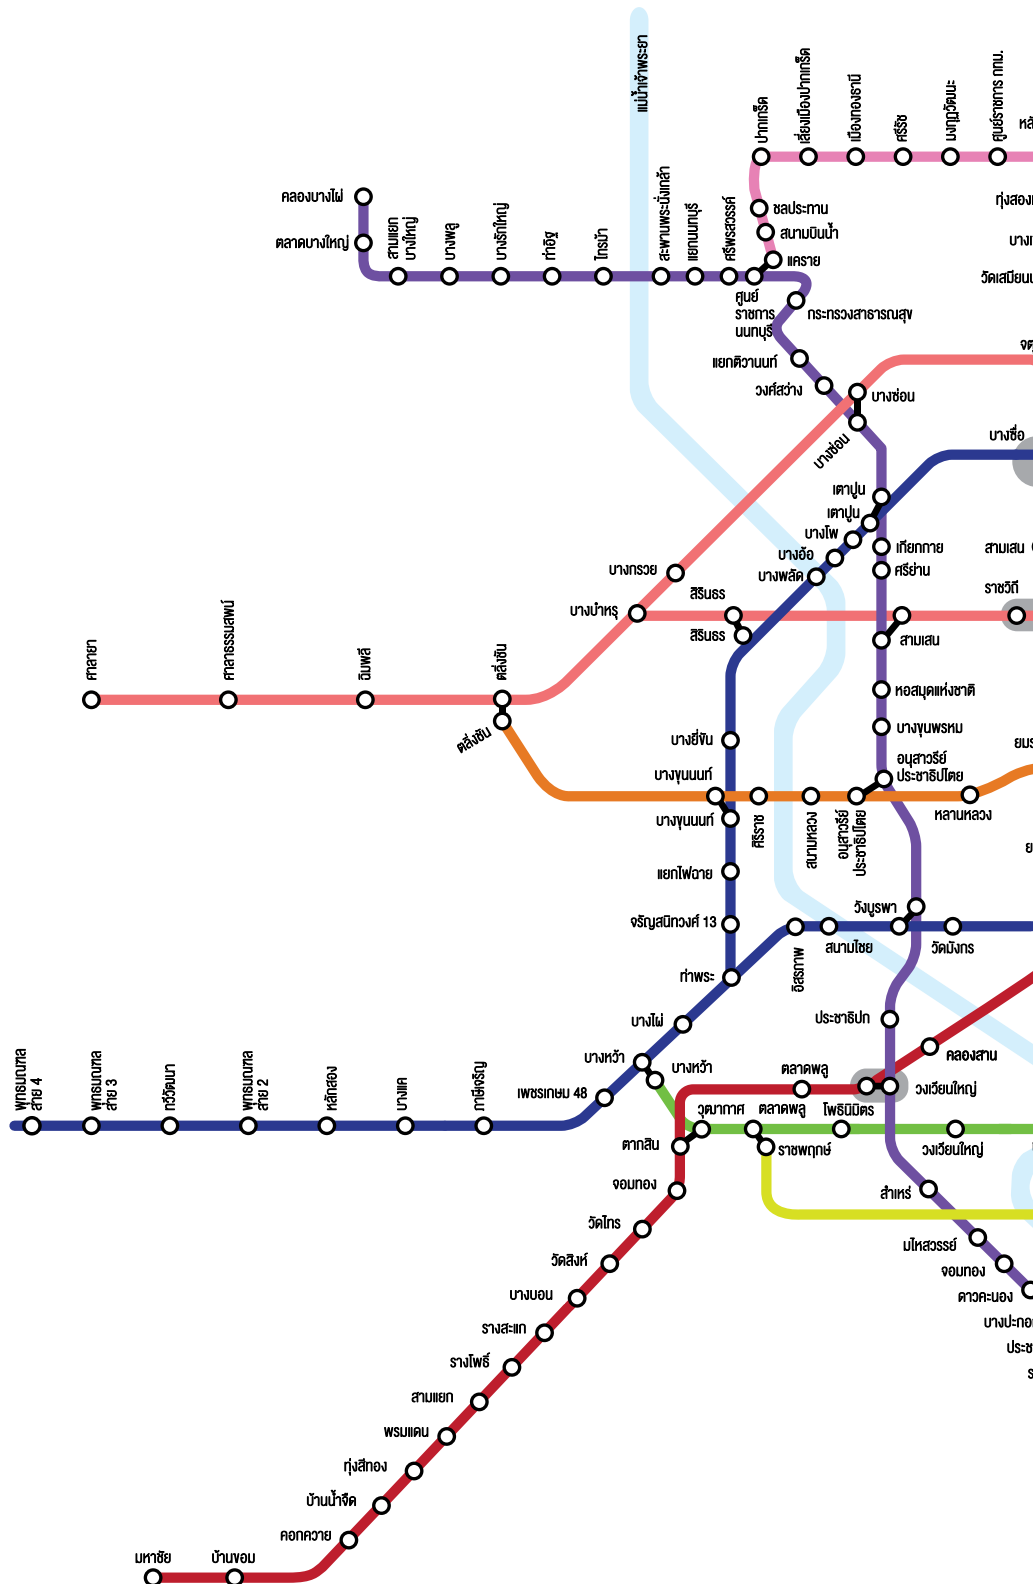 แม่น้ำเจ้าพระยา
ปากเกร็ด
เลี่ยงเมืองปากเกร็ด
เมืองทองธานี
ศรีรัช
มงกุฎวัฒนะ
ศูนย์ราชการ กทม.
หลั
คลองบางไผ่
ตลาดบางใหญ่
สามแยก
บางใหญ่
บางพลู
บางรักใหญ่
ท่าอิฐ
ไทรม้า
สะพานพระนั่งเกล้า
แยกนนทบุรี
ศรีพรสวรรค์
ชลประทาน
สนามบินน้ำ
แคราย
ศูนย์
ราชการ
นนทบุรี
กระทรวงสาธารณสุข
แยกติวานนท์
วงศ์สว่าง
บางซ่อน
บางซ่อน
บางซื่อ
เตาปูน
เตาปูน
บางโพ
บางอ้อ
บางพลัด
เกียกกาย
ศรีย่าน
สามเสน
ราชวิถี
บางกรวย
บางบำหรุ
สิรินธร
สิรินธร
สามเสน
ศาลายา
ศาลาธรรมสพน์
ฉิมพลี
ตลิ่งชัน
ตลิ่งชัน
หอสมุดแห่งชาติ
บางขุนพรหม
บางยี่ขัน
อนุสาวรีย์
ประชาธิปไตย
บางขุนนนท์
บางขุนนนท์
ศิริราช
สนามหลวง
อนุสาวรีย์
ประชาธิปไตย
หลานหลวง
แยกไฟฉาย
จรัญสนิทวงศ์ 13
วังบูรพา
อิสรภาพ
สนามไชย
วัดมังกร
ท่าพระ
บางไผ่
ประชาธิปก
คลองสาน
บางหว้า
บางหว้า
เพชรเกษม 48
พุทธมณฑล
สาย 4
พุทธมณฑล
สาย 3
ทวีวัฒนา
พุทธมณฑล
สาย 2
หลักสอง
บางแค
ภาษีเจริญ
ตลาดพลู
วงเวียนใหญ่
วุฒากาศ
ตลาดพลู
โพธินิมิตร
ตากสิน
ราชพฤกษ์
วงเวียนใหญ่
จอมทอง
สำเหร่
วัดไทร
มไหสวรรย์
วัดสิงห์
จอมทอง
บางบอน
ดาวคะนอง
รางสะแก
รางโพธิ์
สามแยก
พรมแดน
ทุ่งสีทอง
บ้านน้ำจืด
คอกควาย
มหาชัย
บ้านขอม